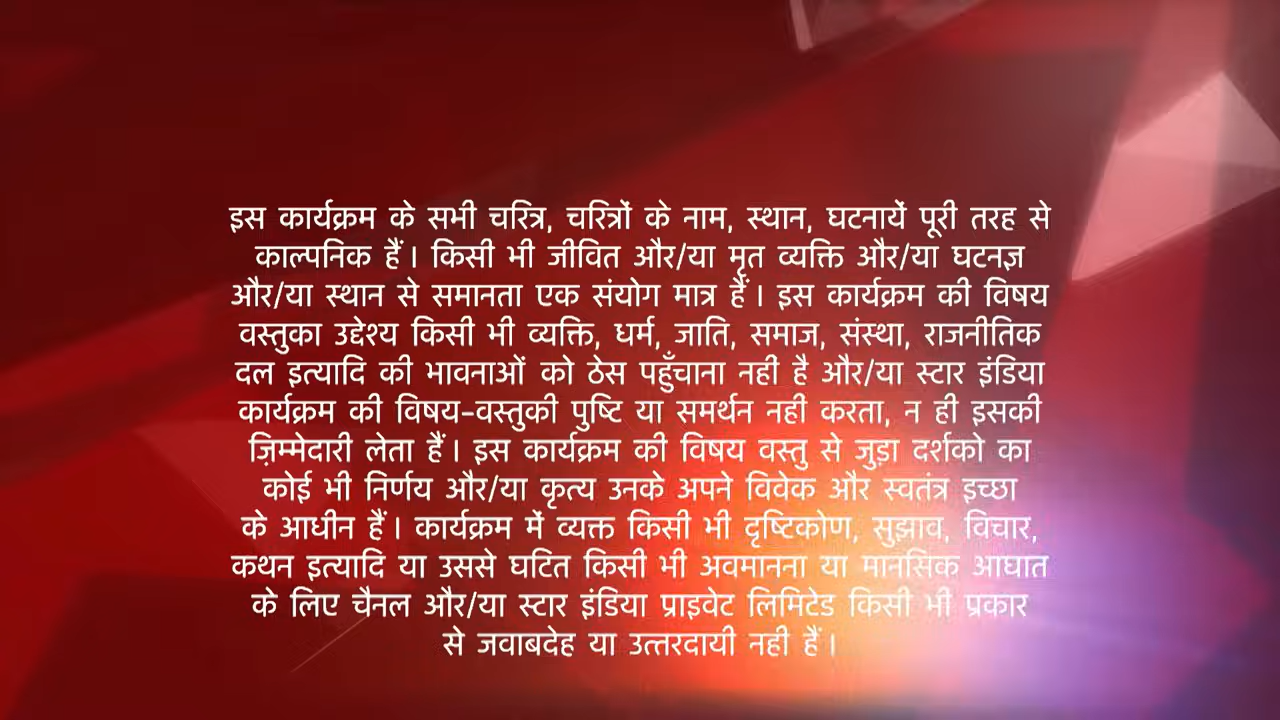 इस कार्यक्रम के सभी चरित्र, चरित्रों के नाम, स्थान, घटनायें पूरी तरह से
काल्पनिक हैं। किसी भी जीवित और/या मृत व्यक्ति और/या घटनज्ञ
और/या स्थान से समानता एक संयोग मात्र हैं। इस कार्यक्रम की विषय
वस्तुका उद्देश्य किसी भी व्यक्ति, धर्म, जाति, समाज, संस्था, राजनीतिक
दल इत्यादि की भावनाओं को ठेस पहुँचाना नही है और/या स्टार इंडिया
कार्यक्रम की विषय-वस्तुकी पुष्टि या समर्थन नही करता, न ही इसकी
ज़िम्मेदारी लेता हैं। इस कार्यक्रम की विषय वस्तु से जुड़ा दर्शको का
कोई भी निर्णय और/या कृत्य उनके अपने विवेक और स्वतंत्र इच्छा
के आधीन हैं। कार्यक्रम में व्यक्त किसी भी दृष्टिकोण, सुझाव, विचार,
कथन इत्यादि या उससे घटित किसी भी अवमानना या मानसिक आघात
के लिए चैनल और/या स्टार इंडिया प्राइवेट लिमिटेड किसी भी प्रकार
से जवाबदेह या उत्तरदायी नही हैं।